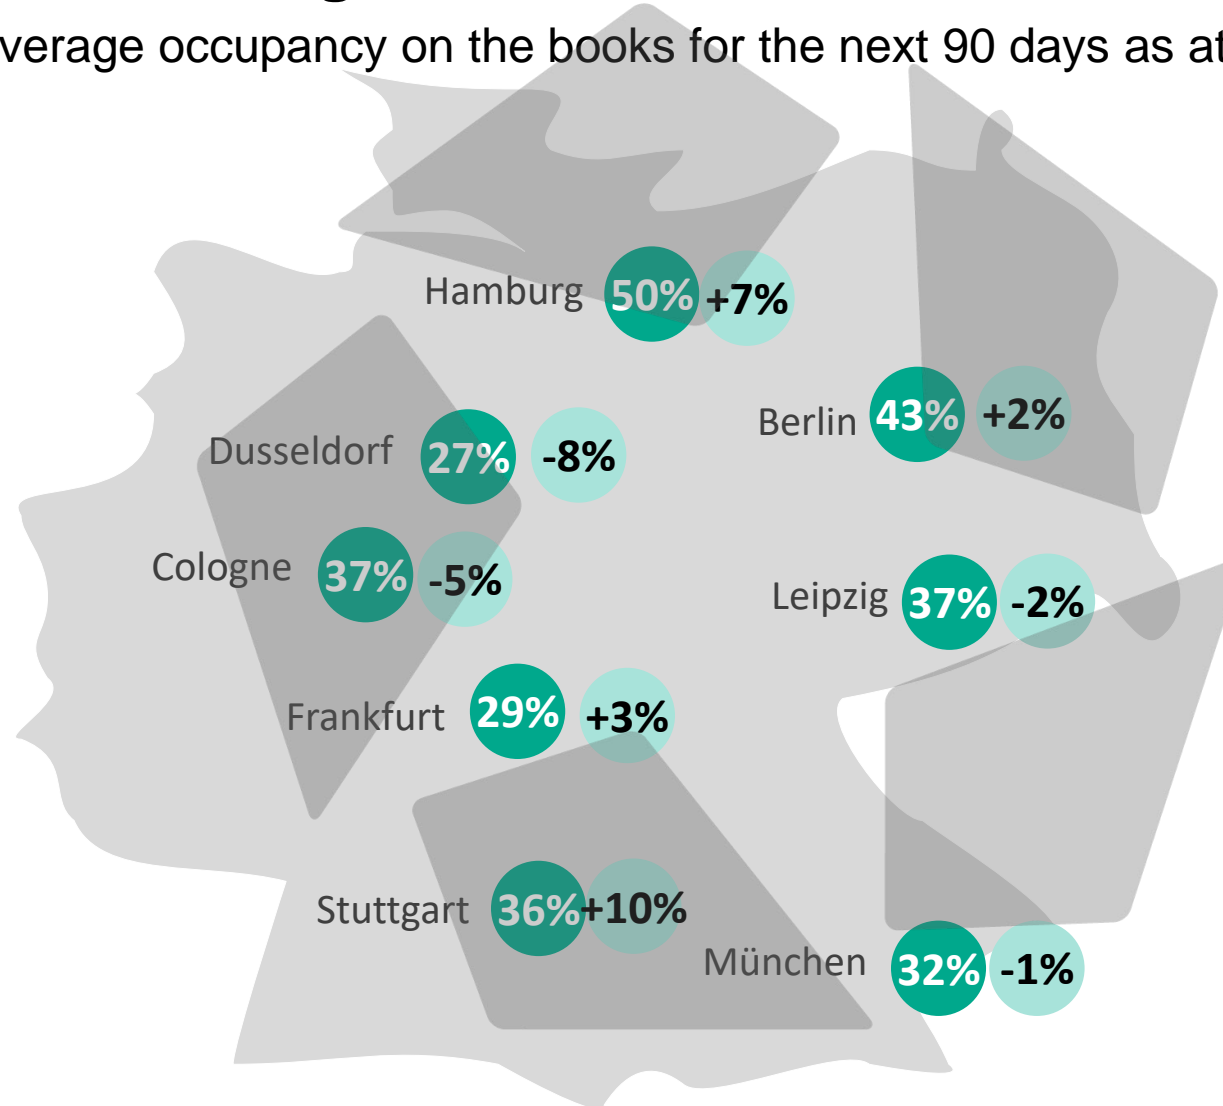 verage occupancy on the books for the next 90 days as at
Hamburg 50% +7%
Berlin 43% +2%
Dusseldorf 27% -8%
Cologne 37% -5%
Leipzig 37% -2%
Frankfurt 29% +3%
Stuttgart 36% +10%
München 32% -1%